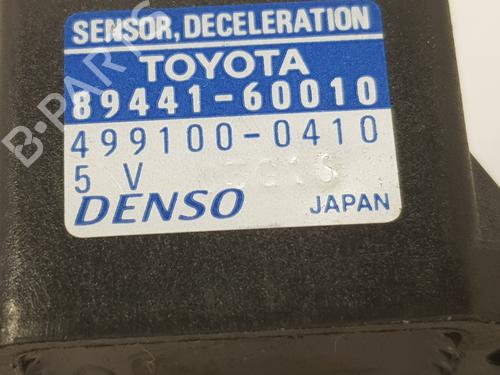 SENSOR, DECELERATION
TOYOTA
89441-60010
499100-0410
5 V
DENSO JAPAN
B-PARTS